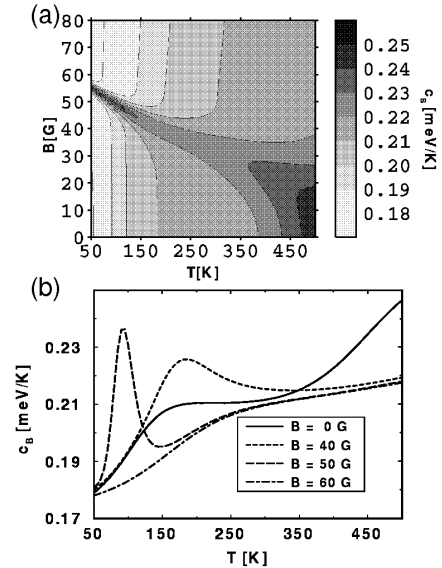 (a)
80
70
60
50
40
30
20
10
0
B[G]
50 150 250 350 450
T[K]
0.25
0.24
0.23
0.22
0.21
0.20
0.19
0.18
c_B [meV/K]
(b)
0.23
0.21
0.19
0.17
c_B [meV/K]
B = 0 G
B = 40 G
B = 50 G
B = 60 G
50 150 250 350 450
T [K]